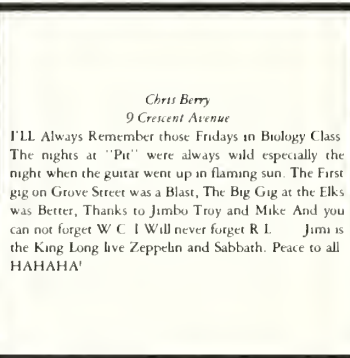 Chris Berry
9 Crescent Avenue
I'LL Always Remember those Fridays in Biology Class
The nights at "Pit" were always wild especially the
night when the guitar went up in flaming sun. The First
gig on Grove Street was a Blast, The Big Gig at the Elks
was Better, Thanks to Jimbo Troy and Mike And you
can not forget W C I Will never forget R I. Jimi is
the King Long live Zeppelin and Sabbath. Peace to all
HAHAHA'